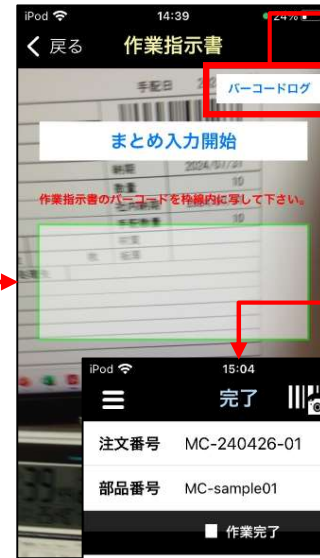 iPod 14:39 24%
戻る 作業指示書
手配日
バーコードログ
まとめ入力開始
納期 2024/07/31
数量 10
作業指示書のバーコードを枠線内に写して下さい。
10
iPod 15:04
完了
注文番号 MC-240426-01
部品番号 MC-sample01
作業完了